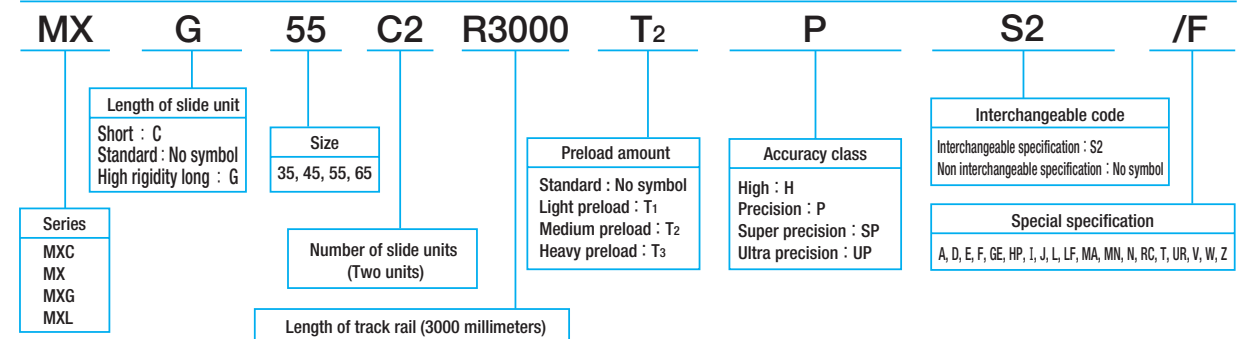 MX G 55 C2 R3000 T2 P S2 /F
Length of slide unit
Short : C
Standard : No symbol
High rigidity long : G
Size
35, 45, 55, 65
Preload amount
Standard : No symbol
Light preload : T1
Medium preload : T2
Heavy preload : T3
Accuracy class
High : H
Precision : P
Super precision : SP
Ultra precision : UP
Interchangeable code
Interchangeable specification : S2
Non interchangeable specification : No symbol
Series
MXC
MX
MXG
MXL
Number of slide units
(Two units)
Special specification
A, D, E, F, GE, HP, I, J, L, LF, MA, MN, N, RC, T, UR, V, W, Z
Length of track rail (3000 millimeters)